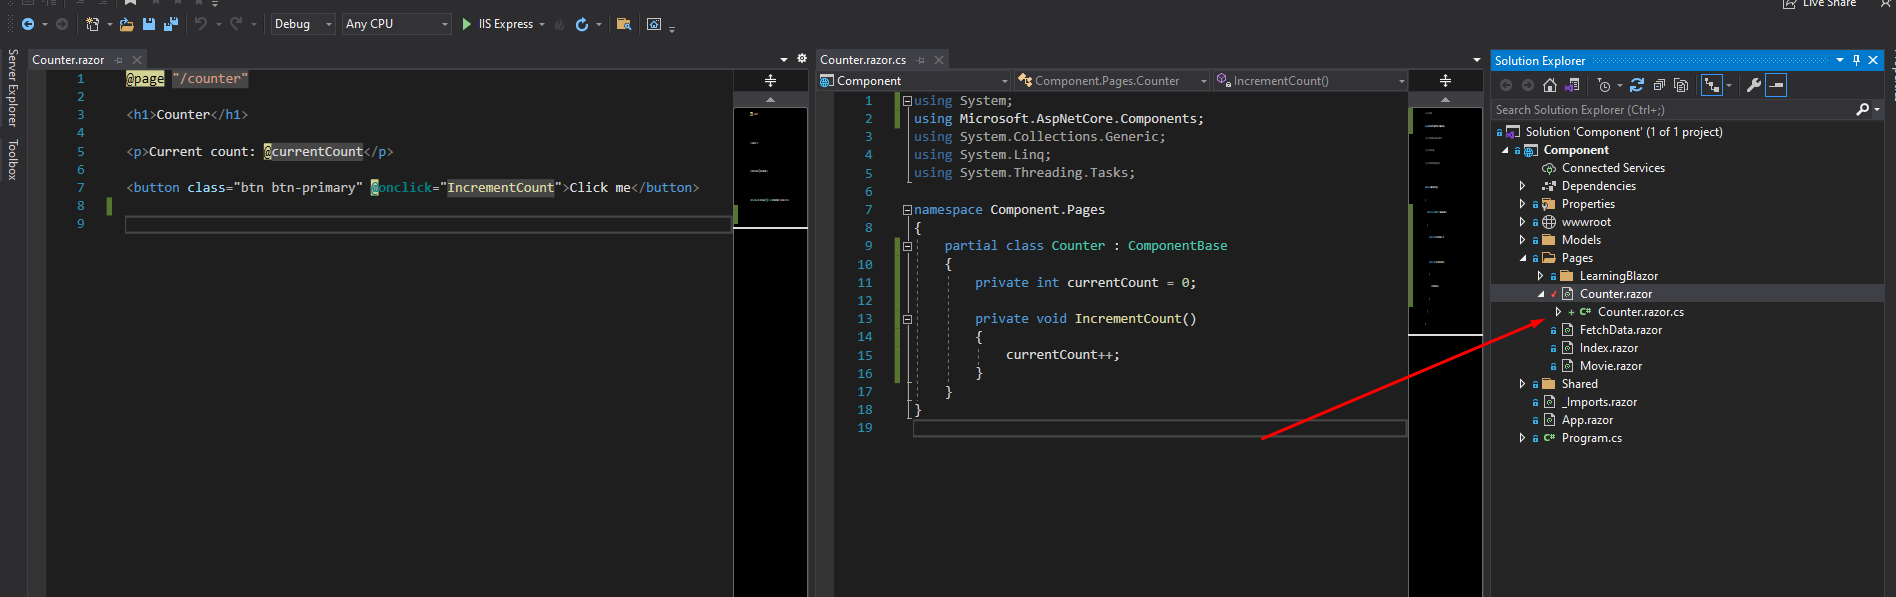 Live Share
Debug
Any CPU
IIS Express
Server Explorer
Toolbox
Counter.razor
1 @page "/counter"
2
3 <h1>Counter</h1>
4
5 <p>Current count: @currentCount</p>
6
7 <button class="btn btn-primary" @onclick="IncrementCount">Click me</button>
8
9
Counter.razor.cs
Component
Component.Pages.Counter
IncrementCount()
1 using System;
2 using Microsoft.AspNetCore.Components;
3 using System.Collections.Generic;
4 using System.Linq;
5 using System.Threading.Tasks;
6
7 namespace Component.Pages
8 {
9 partial class Counter : ComponentBase
10 {
11 private int currentCount = 0;
12
13 private void IncrementCount()
14 {
15 currentCount++;
16 }
17 }
18 }
19
Solution Explorer
Search Solution Explorer (Ctrl+;)
Solution 'Component' (1 of 1 project)
Component
Connected Services
Dependencies
Properties
wwwroot
Models
Pages
LearningBlazor
Counter.razor
C# Counter.razor.cs
FetchData.razor
Index.razor
Movie.razor
Shared
_Imports.razor
App.razor
C# Program.cs